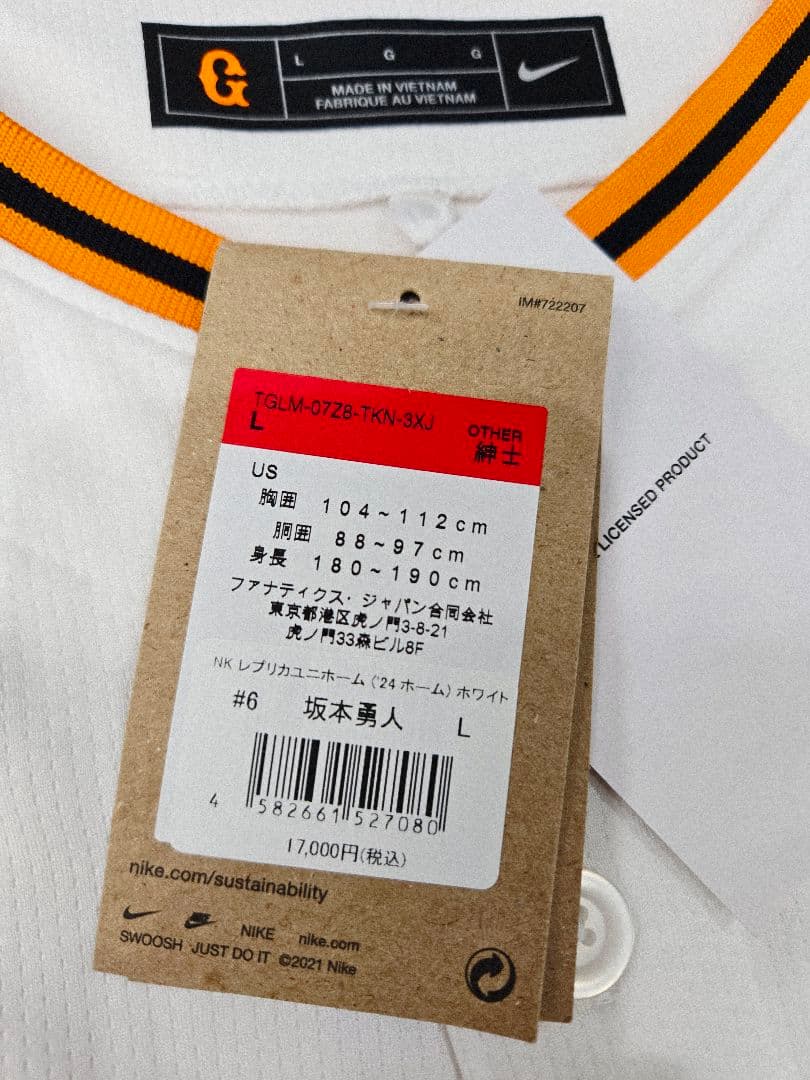 G
L G G
MADE IN VIETNAM
FABRIQUE AU VIETNAM
IM#722207
TGLM-07Z8-TKN-3XJ
L
OTHER
紳士
US
胸囲 104~112cm
胴囲 88~97cm
身長 180~190cm
ファナティクス・ジャパン合同会社
東京都港区虎ノ門3-8-21
虎ノ門33森ビル8F
NK レプリカユニホーム ('24 ホーム) ホワイト
#6 坂本勇人 L
4 582661 527080
17,000円(税込)
nike.com/sustainability
NIKE nike.com
SWOOSH JUST DO IT ©2021 Nike
LICENSED PRODUCT